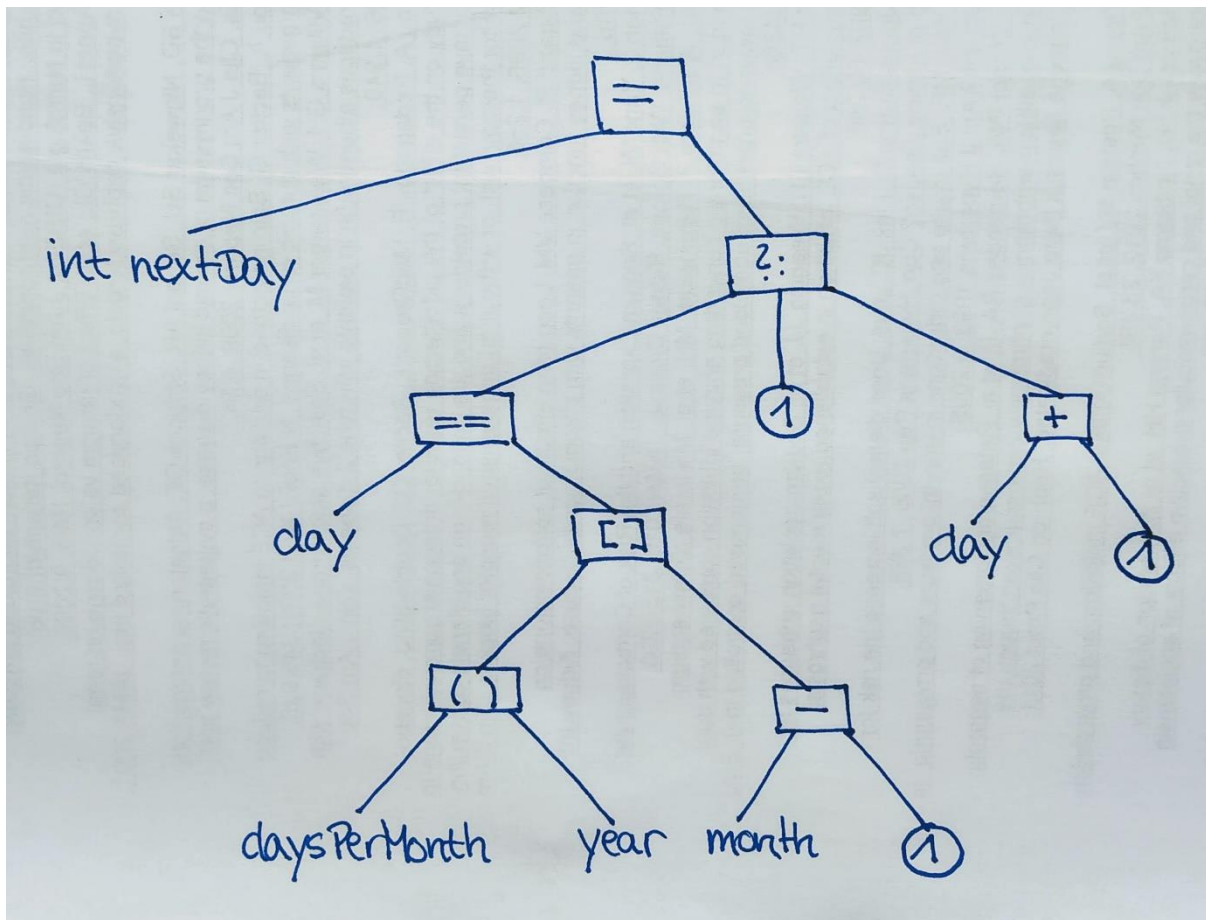 =
int nextDay
?:
==
1
+
day
[]
day
1
()
-
daysPerMonth
year
month
1